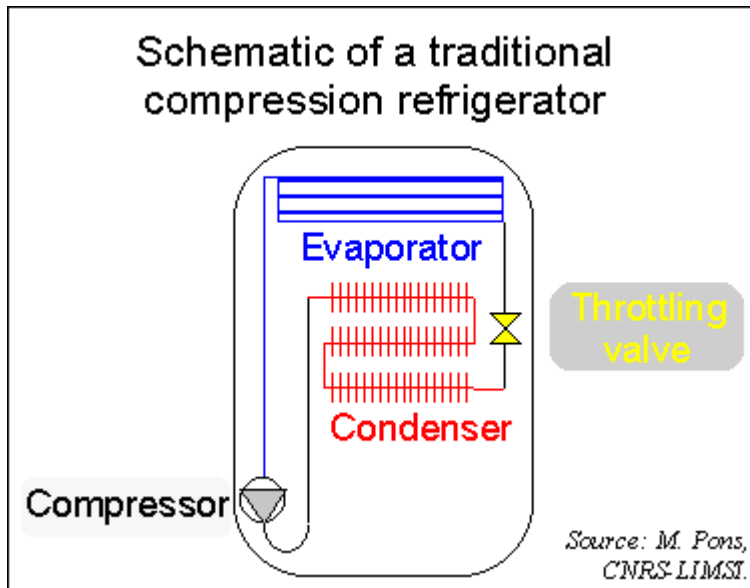 Schematic of a traditional
compression refrigerator
Evaporator
Throttling
valve
Condenser
Compressor
Source: M. Pons,
CNRS-LIMSI.